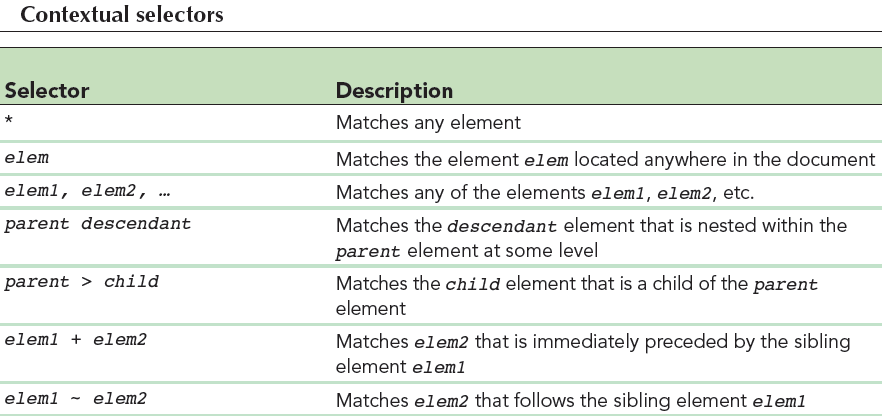 Contextual selectors
Selector Description
* Matches any element
elem Matches the element elem located anywhere in the document
elem1, elem2, … Matches any of the elements elem1, elem2, etc.
parent descendant Matches the descendant element that is nested within the
parent element at some level
parent > child Matches the child element that is a child of the parent
element
elem1 + elem2 Matches elem2 that is immediately preceded by the sibling
element elem1
elem1 ~ elem2 Matches elem2 that follows the sibling element elem1